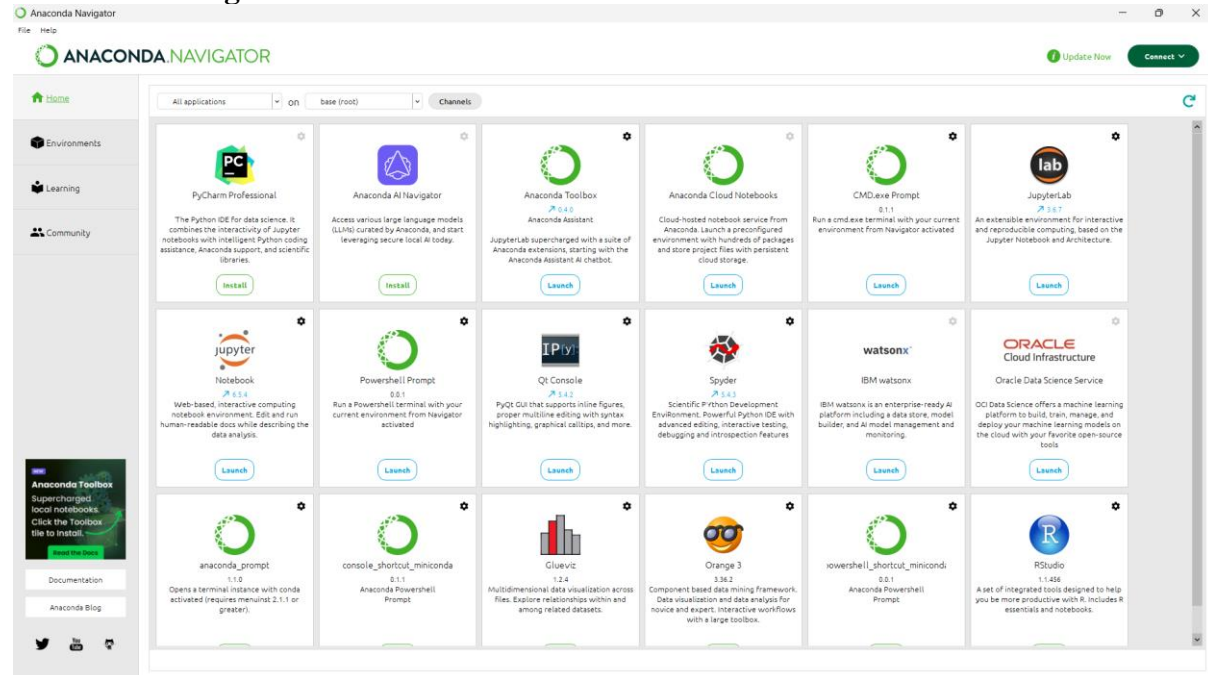 Anaconda Navigator
File Help
ANACONDA.NAVIGATOR
Update Now
Connect
Home
Environments
Learning
Community
All applications
on
base (root)
Channels
PC
PyCharm Professional
The Python IDE for data science. It
combines the interactivity of Jupyter
notebooks with intelligent Python coding
assistance, Anaconda support, and scientific
libraries.
Install
Anaconda AI Navigator
Access various large language models
(LLMs) curated by Anaconda, and start
leveraging secure local AI today.
Install
Anaconda Toolbox
0.4.0
Anaconda Assistant
JupyterLab supercharged with a suite of
Anaconda extensions, starting with the
Anaconda Assistant AI chatbot.
Launch
Anaconda Cloud Notebooks
Cloud-hosted notebook service from
Anaconda. Launch a preconfigured
environment with hundreds of packages
and store project files with persistent
cloud storage.
Launch
CMD.exe Prompt
0.1.1
Run a cmd.exe terminal with your current
environment from Navigator activated
Launch
lab
JupyterLab
3.6.7
An extensible environment for interactive
and reproducible computing, based on the
Jupyter Notebook and Architecture.
Launch
jupyter
Notebook
6.5.4
Web-based, interactive computing
notebook environment. Edit and run
human-readable docs while describing the
data analysis.
Launch
Powershell Prompt
0.0.1
Run a Powershell terminal with your
current environment from Navigator
activated
Launch
IP[y]:
Qt Console
5.4.2
PyQt GUI that supports inline figures,
proper multiline editing with syntax
highlighting, graphical calltips, and more.
Launch
Spyder
5.4.3
Scientific PYthon Development
EnviRonment. Powerful Python IDE with
advanced editing, interactive testing,
debugging and introspection features
Launch
watsonx
IBM watsonx
IBM watsonx is an enterprise-ready AI
platform including a data store, model
builder, and AI model management and
monitoring.
Launch
ORACLE
Cloud Infrastructure
Oracle Data Science Service
OCI Data Science offers a machine learning
platform to build, train, manage, and
deploy your machine learning models on
the cloud with your favorite open-source
tools
Launch
anaconda_prompt
1.1.0
Opens a terminal instance with conda
activated (requires menuinst 2.1.1 or
greater).
console_shortcut_miniconda
0.1.1
Anaconda Powershell
Prompt
Glueviz
1.2.4
Multidimensional data visualization across
files. Explore relationships within and
among related datasets.
Orange 3
3.36.2
Component based data mining framework.
Data visualization and data analysis for
novice and expert. Interactive workflows
with a large toolbox.
powershell_shortcut_miniconda
0.0.1
Anaconda Powershell
Prompt
R
RStudio
1.1.456
A set of integrated tools designed to help
you be more productive with R. Includes R
essentials and notebooks.
NEW
Anaconda Toolbox
Supercharged
local notebooks.
Click the Toolbox
tile to install.
Read the Docs
Documentation
Anaconda Blog
You
Tube